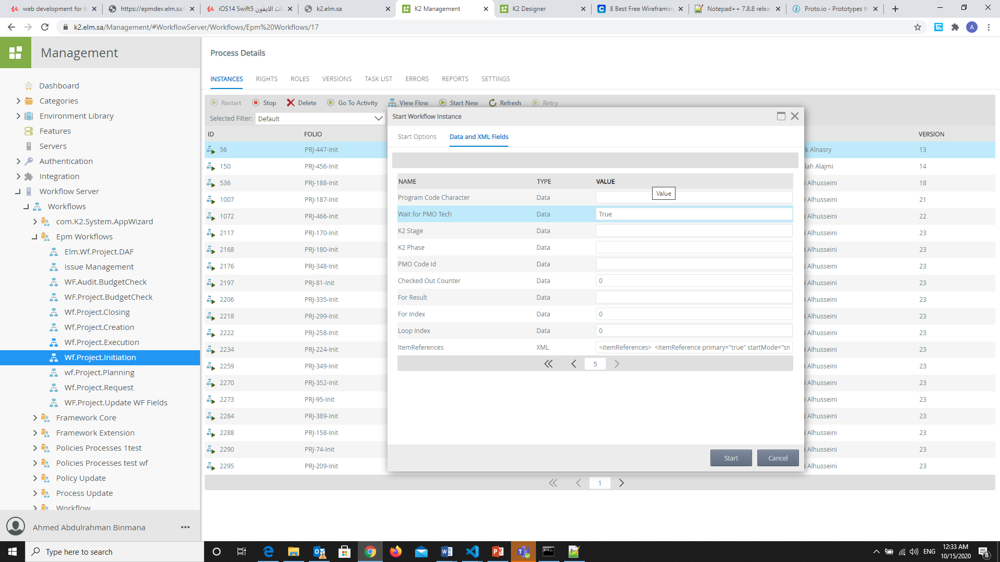 web development for b
https://epmdev.elm.sa/
iOS14 Swift5 ات الايفون
k2.elm.sa
K2 Management
K2 Designer
8 Best Free Wireframing
Notepad++ 7.8.8 relea
Proto.io - Prototypes th
k2.elm.sa/Management/#WorkflowServer/Workflows/Epm%20Workflows/17
A
Management
Dashboard
Categories
Environment Library
Features
Servers
Authentication
Integration
Workflow Server
Workflows
com.K2.System.AppWizard
Epm Workflows
Elm.Wf.Project.DAF
Issue Management
WF.Audit.BudgetCheck
WF.Project.BudgetCheck
Wf.Project.Closing
Wf.Project.Creation
Wf.Project.Execution
Wf.Project.Initiation
wf.Project.Planning
Wf.Project.Request
WF.Project.Update WF Fields
Framework Core
Framework Extension
Policies Processes 1test
Policies Processes test wf
Policy Update
Process Update
Workflow
Ahmed Abdulrahman Binmana
Process Details
INSTANCES RIGHTS ROLES VERSIONS TASK LIST ERRORS REPORTS SETTINGS
Restart Stop Delete Go To Activity View Flow Start New Refresh Retry
Selected Filter: Default
ID FOLIO VERSION
56 PRJ-447-Init k Alnasry 13
150 PRJ-456-Init lah Alajmi 14
536 PRJ-188-Init i Alhusseini 18
1007 PRJ-187-Init i Alhusseini 21
1072 PRJ-466-Init i Alhusseini 22
2117 PRJ-170-Init i Alhusseini 23
2168 PRJ-180-Init i Alhusseini 23
2176 PRJ-348-Init i Alhusseini 23
2197 PRJ-81-Init i Alhusseini 23
2206 PRJ-335-Init i Alhusseini 23
2218 PRJ-299-Init i Alhusseini 23
2222 PRJ-258-Init i Alhusseini 23
2234 PRJ-224-Init i Alhusseini 23
2259 PRJ-349-Init i Alhusseini 23
2270 PRJ-352-Init i Alhusseini 23
2273 PRJ-95-Init i Alhusseini 23
2284 PRJ-389-Init i Alhusseini 23
2288 PRJ-158-Init i Alhusseini 23
2290 PRJ-74-Init i Alhusseini 23
2295 PRJ-209-Init i Alhusseini 23
1
Start Workflow Instance
Start Options Data and XML Fields
NAME TYPE VALUE
Value
Program Code Character Data
Wait for PMO Tech Data True
K2 Stage Data
K2 Phase Data
PMO Code Id Data
Checked Out Counter Data 0
For Result Data
For Index Data 0
Loop Index Data 0
ItemReferences XML <itemReferences> <itemReference primary="true" startMode="sn
5
Start Cancel
Type here to search
ENG
12:33 AM
10/15/2020
8